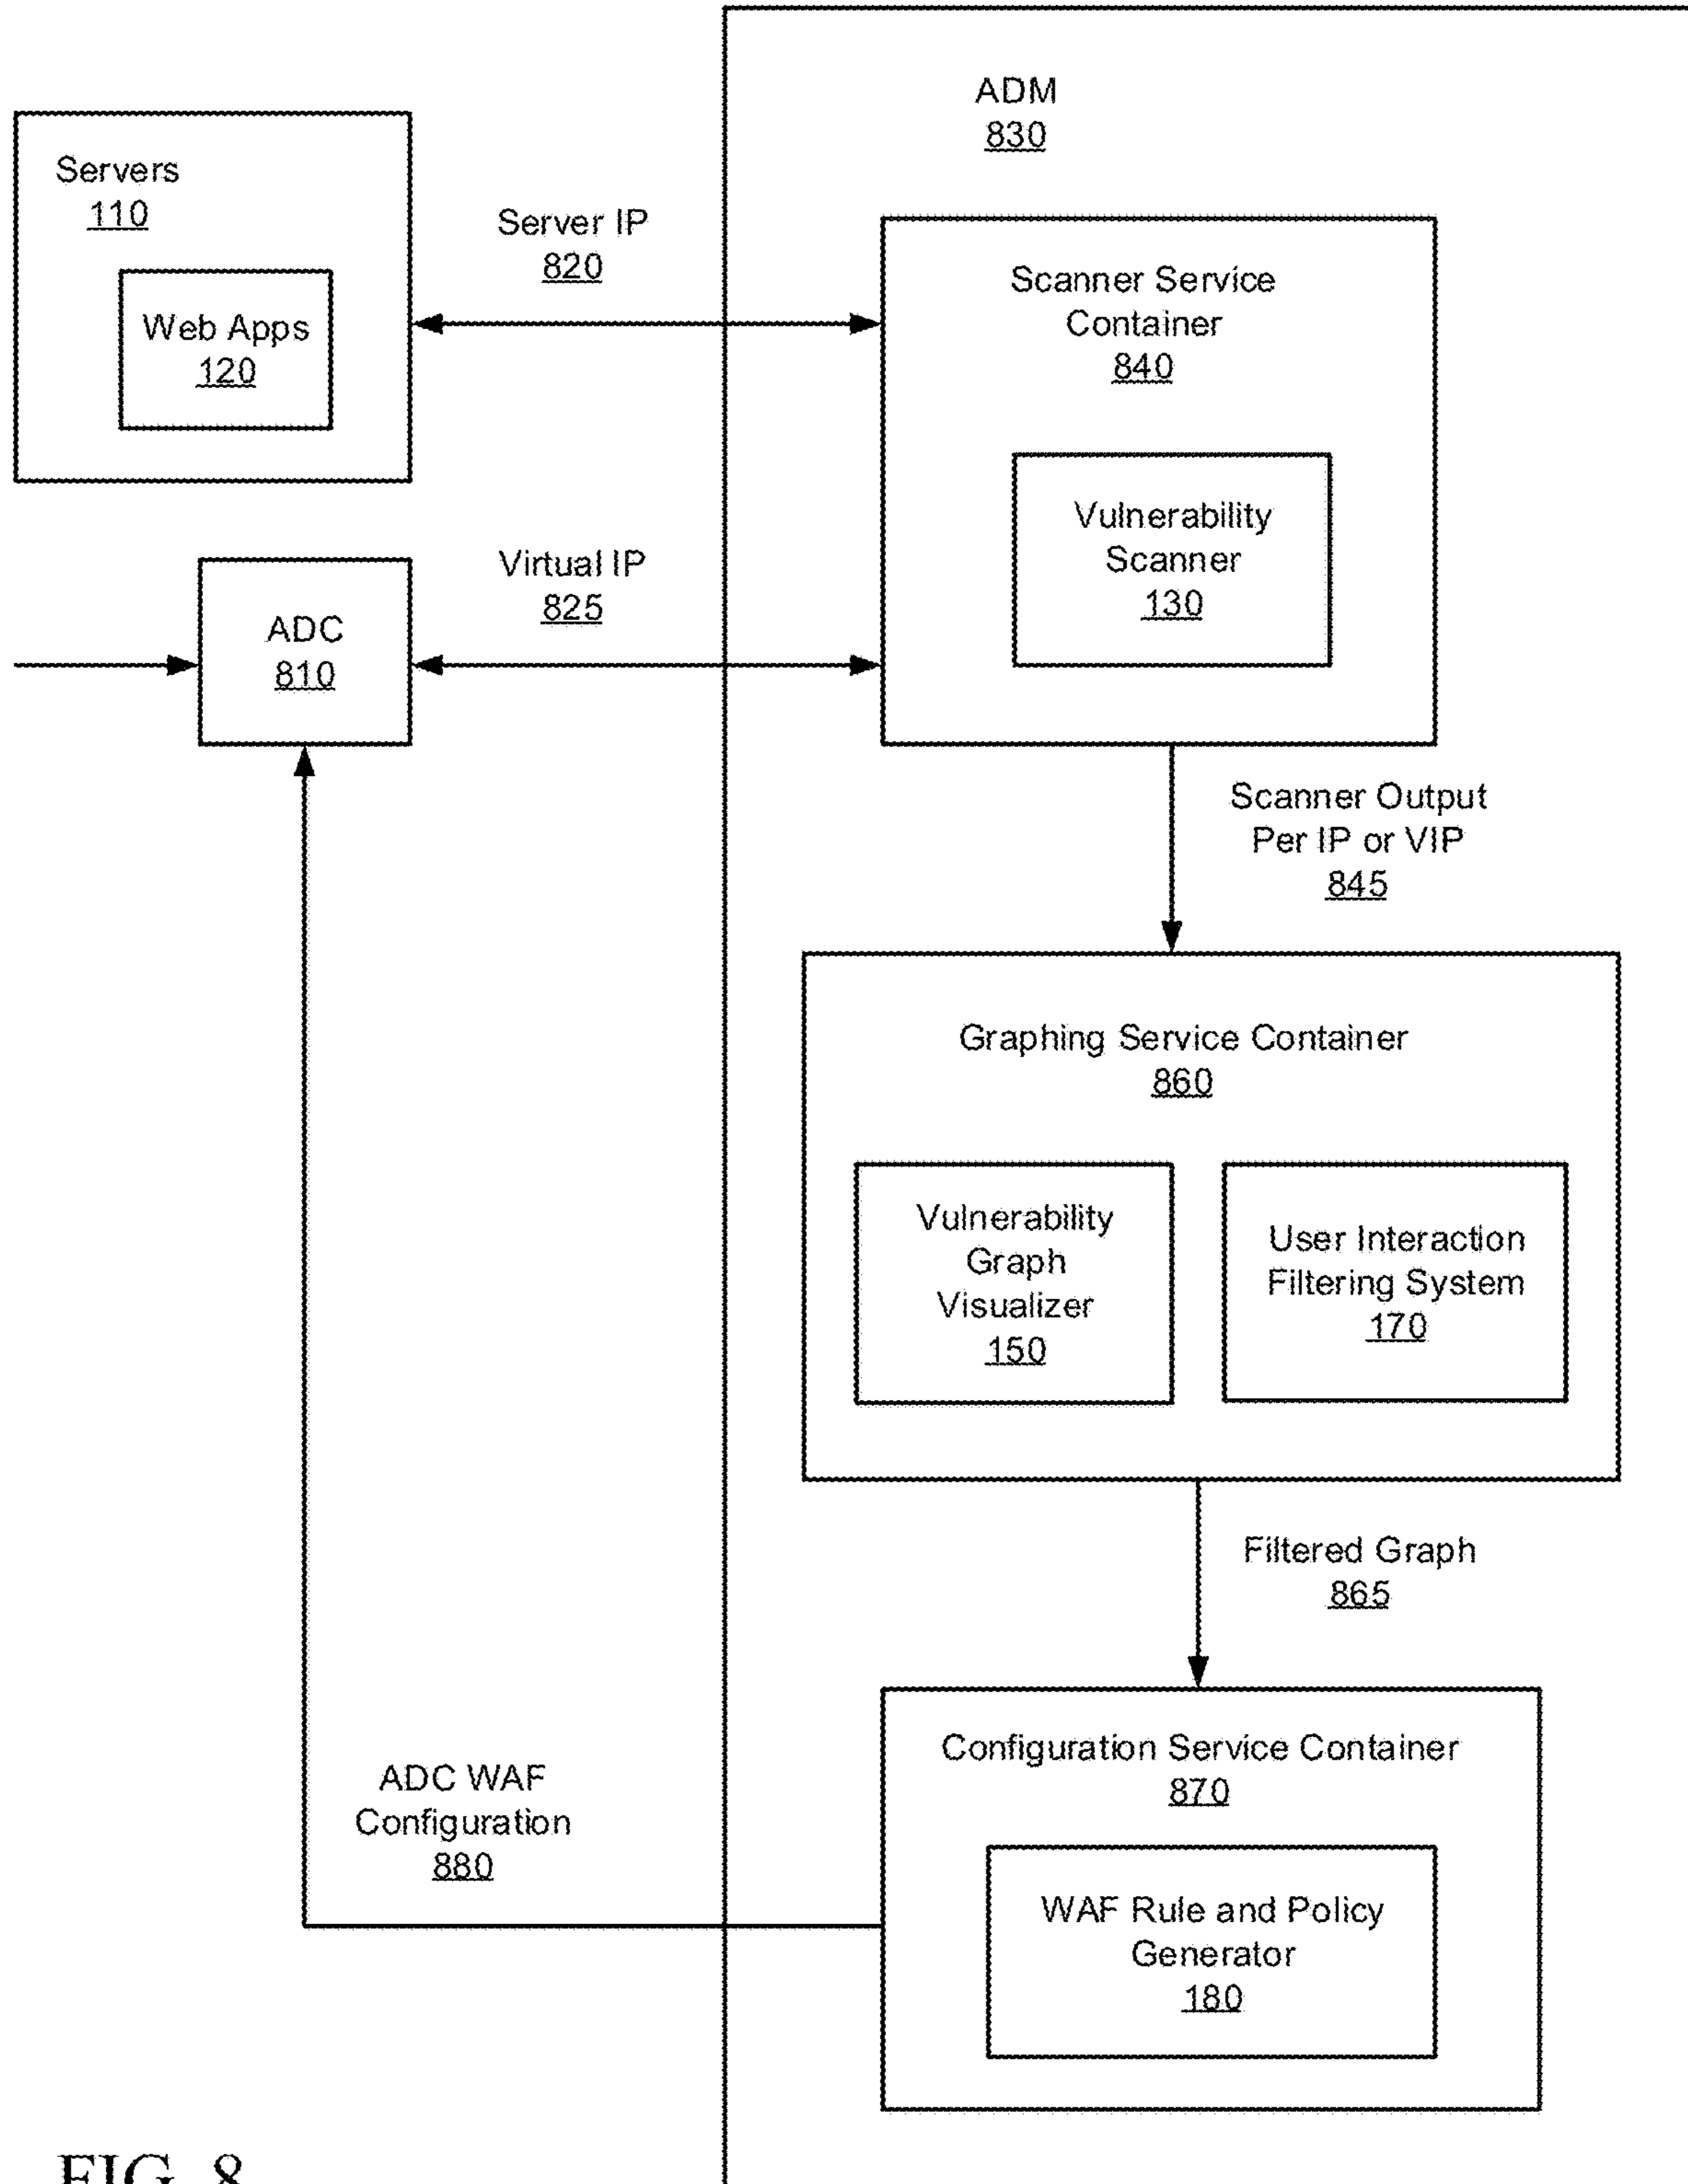 ADM
830
Servers
110
Web Apps
120
Server IP
820
Scanner Service
Container
840
Vulnerability
Scanner
130
Virtual IP
825
ADC
810
Scanner Output
Per IP or VIP
845
Graphing Service Container
860
Vulnerability
Graph
Visualizer
150
User Interaction
Filtering System
170
Filtered Graph
865
Configuration Service Container
870
ADC WAF
Configuration
880
WAF Rule and Policy
Generator
180
FIG. 8